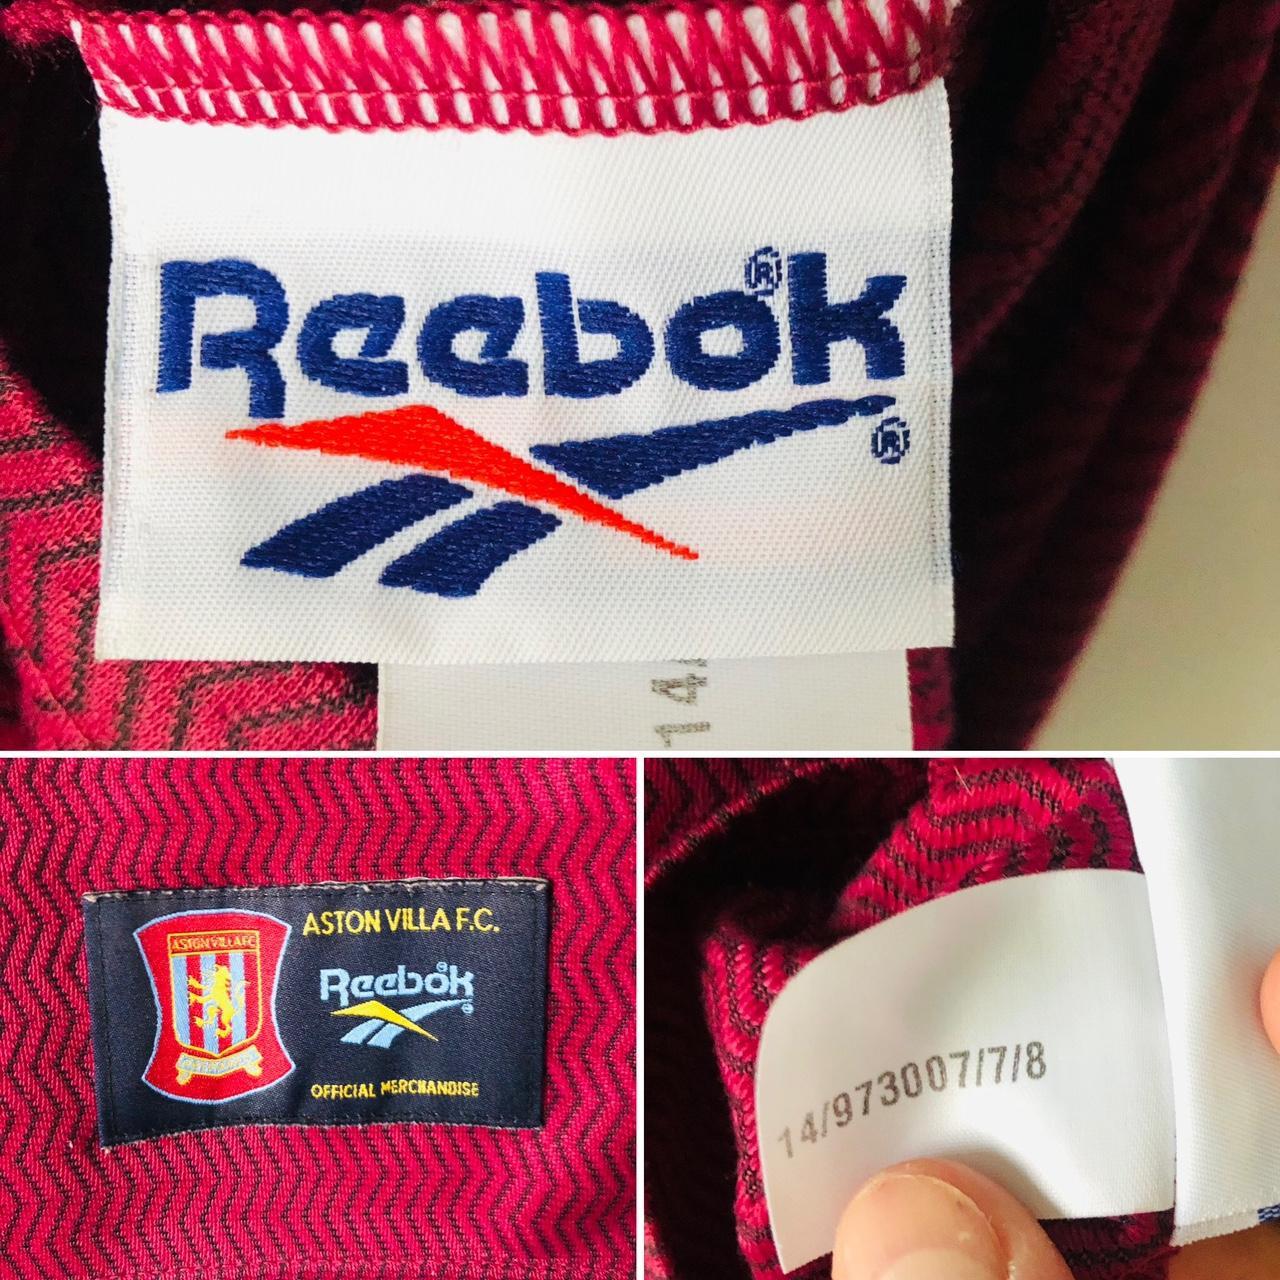 Reebok
14/
ASTON VILLA FC
ASTON VILLA F.C.
Reebok
OFFICIAL MERCHANDISE
14/973007/7/8